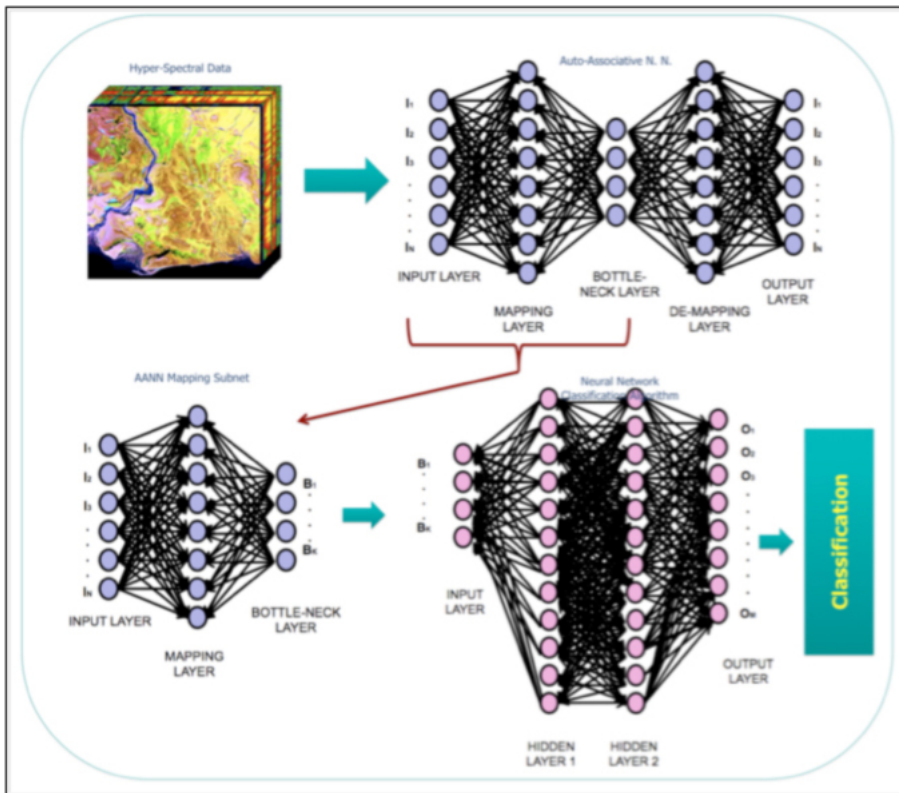 Hyper-Spectral Data
Auto-Associative N. N.
I1
I2
I3
.
.
.
IN
I1
I2
I3
.
.
.
IN
INPUT LAYER
MAPPING
LAYER
BOTTLE-
NECK LAYER
DE-MAPPING
LAYER
OUTPUT
LAYER
AANN Mapping Subnet
I1
I2
I3
.
.
.
IN
INPUT LAYER
MAPPING
LAYER
B1
.
.
BK
BOTTLE-NECK
LAYER
Neural Network
Classification Algorithm
B1
.
.
BK
INPUT
LAYER
HIDDEN
LAYER 1
HIDDEN
LAYER 2
O1
O2
O3
.
.
.
.
OM
OUTPUT
LAYER
Classification